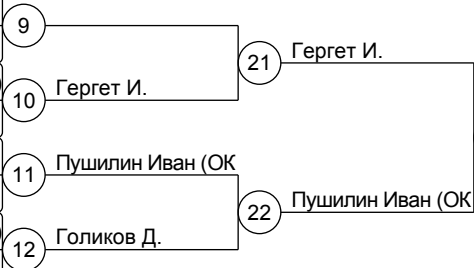 9
21
Гергет И.
10
Гергет И.
11
Пушилин Иван (ОК
22
Пушилин Иван (ОК
12
Голиков Д.